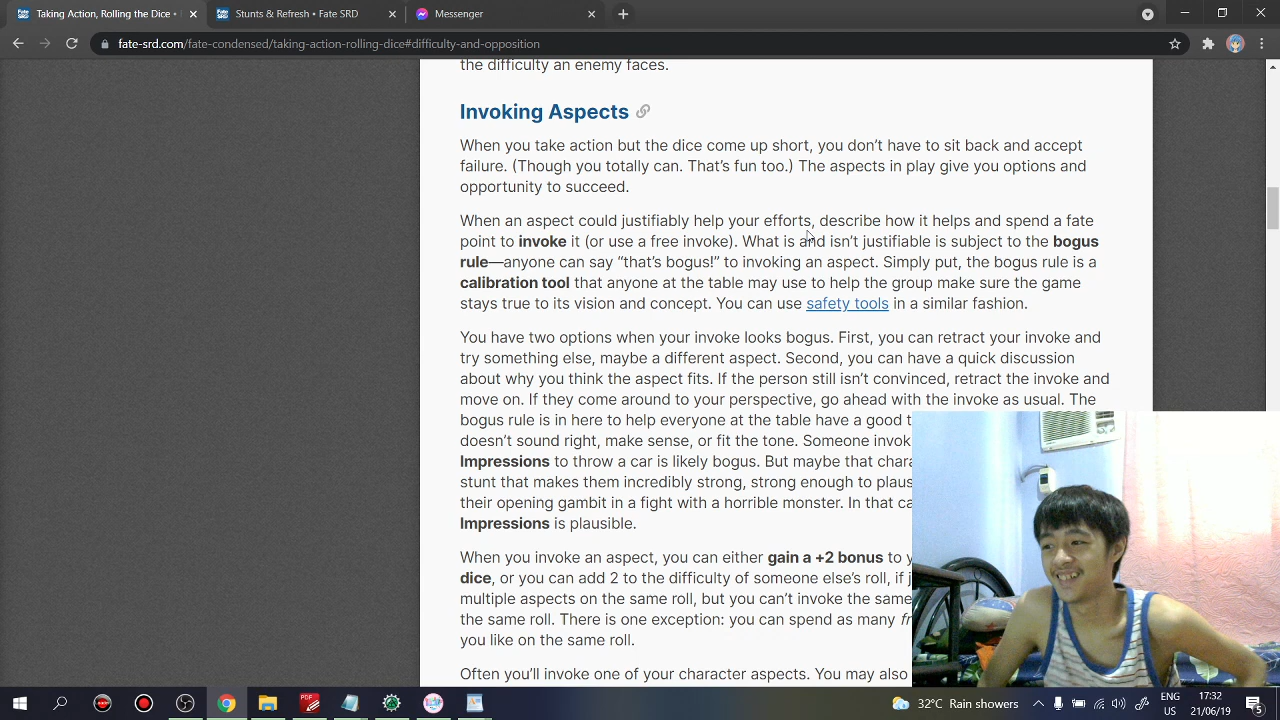 Taking Action, Rolling the Dice •
Stunts & Refresh • Fate SRD
Messenger
fate-srd.com/fate-condensed/taking-action-rolling-dice#difficulty-and-opposition
the difficulty an enemy faces.
Invoking Aspects
When you take action but the dice come up short, you don’t have to sit back and accept
failure. (Though you totally can. That’s fun too.) The aspects in play give you options and
opportunity to succeed.
When an aspect could justifiably help your efforts, describe how it helps and spend a fate
point to invoke it (or use a free invoke). What is and isn’t justifiable is subject to the bogus
rule—anyone can say “that’s bogus!” to invoking an aspect. Simply put, the bogus rule is a
calibration tool that anyone at the table may use to help the group make sure the game
stays true to its vision and concept. You can use safety tools in a similar fashion.
You have two options when your invoke looks bogus. First, you can retract your invoke and
try something else, maybe a different aspect. Second, you can have a quick discussion
about why you think the aspect fits. If the person still isn’t convinced, retract the invoke and
move on. If they come around to your perspective, go ahead with the invoke as usual. The
bogus rule is in here to help everyone at the table have a good t
doesn’t sound right, make sense, or fit the tone. Someone invok
Impressions to throw a car is likely bogus. But maybe that chara
stunt that makes them incredibly strong, strong enough to plaus
their opening gambit in a fight with a horrible monster. In that ca
Impressions is plausible.
When you invoke an aspect, you can either gain a +2 bonus to y
dice, or you can add 2 to the difficulty of someone else’s roll, if j
multiple aspects on the same roll, but you can’t invoke the same
the same roll. There is one exception: you can spend as many fr
you like on the same roll.
Often you’ll invoke one of your character aspects. You may also
PDF
32°C Rain showers
ENG
US
17:32
21/06/19
5